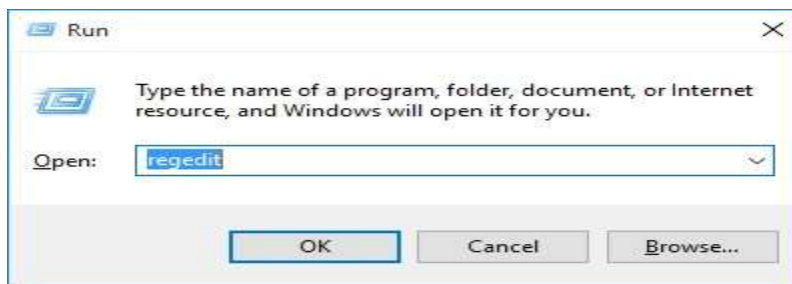 Run
Type the name of a program, folder, document, or Internet
resource, and Windows will open it for you.
Open: regedit
OK Cancel Browse...